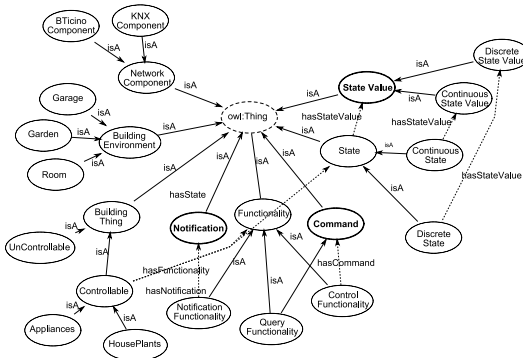 BTicino
Component
KNX
Component
isA
isA
Network
Component
isA
State Value
isA
isA
Discrete
State Value
isA
Continuous
State Value
hasStateValue
hasStateValue
Garage
isA
Garden
isA
Building
Environment
isA
owl:Thing
isA
State
isA
Continuous
State
Room
isA
isA
isA
isA
isA
hasStateValue
hasState
Building
Thing
Notification
Functionality
Command
isA
Discrete
State
UnControllable
isA
isA
isA
hasFunctionality
isA
hasCommand
Controllable
hasNotification
isA
Notification
Functionality
Query
Functionality
Control
Functionality
isA
isA
Appliances
HousePlants